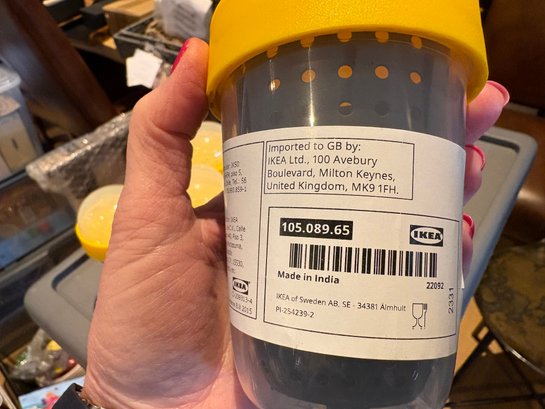 Imported to GB by:
IKEA Ltd., 100 Avebury
Boulevard, Milton Keynes,
United Kingdom, MK9 1FH.
105.089.65
IKEA
Made in India
22092
IKEA of Sweden AB, SE - 34381 Älmhult
PI-254239-2
2331
IKEA